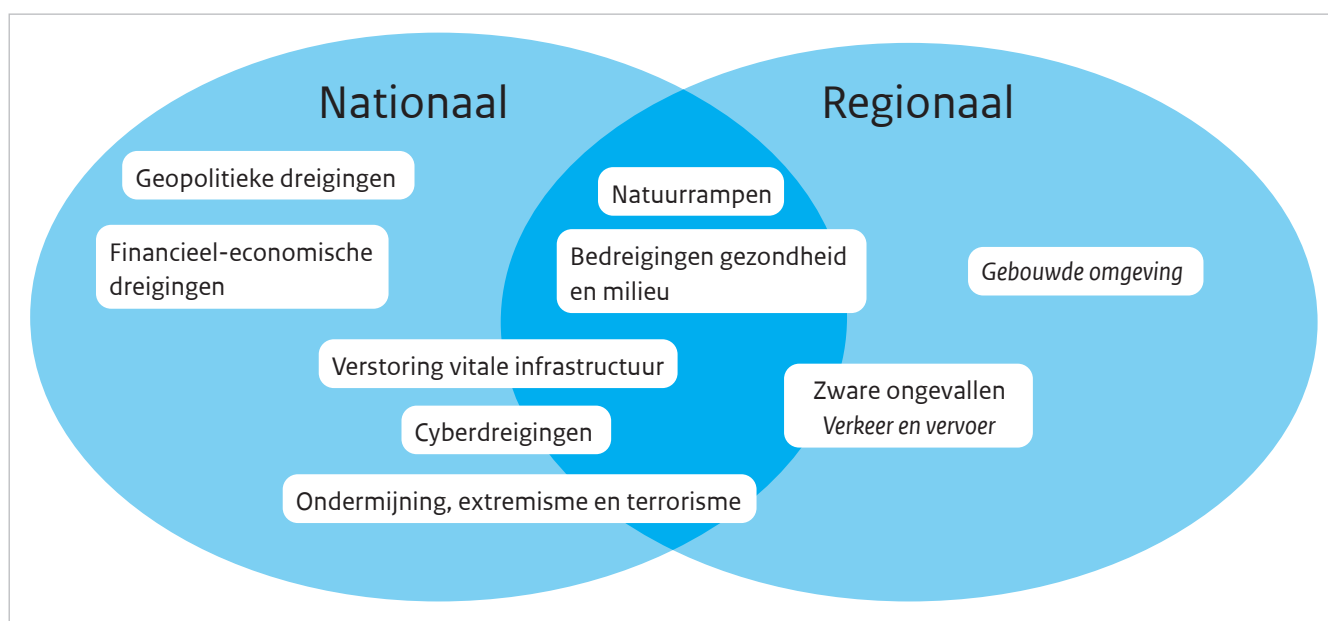 Nationaal
Regionaal
Geopolitieke dreigingen
Natuurrampen
Financieel-economische
dreigingen
Bedreigingen gezondheid
en milieu
Gebouwde omgeving
Verstoring vitale infrastructuur
Zware ongevallen
Verkeer en vervoer
Cyberdreigingen
Ondermijning, extremisme en terrorisme